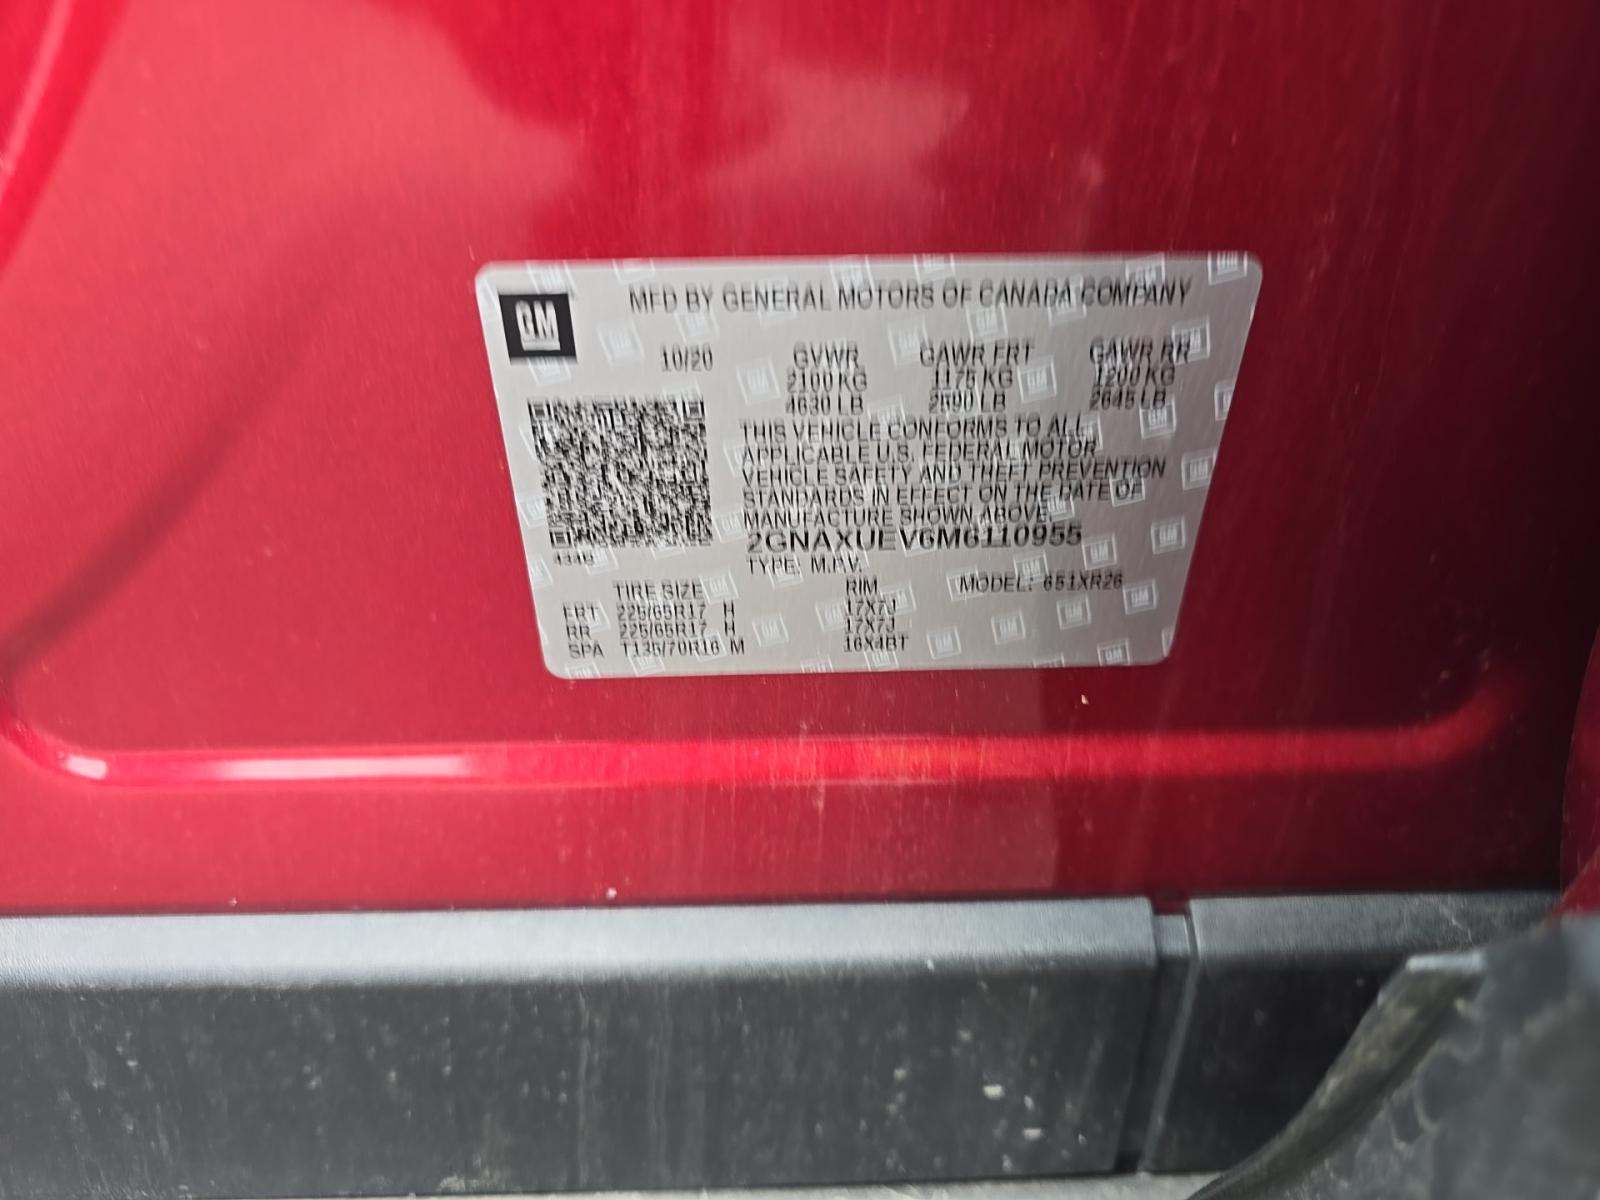 GM
MFD BY GENERAL MOTORS OF CANADA COMPANY
10/20 GVWR GAWR FRT GAWR RR
2100 KG 1175 KG 1200 KG
4630 LB 2590 LB 2645 LB
THIS VEHICLE CONFORMS TO ALL
APPLICABLE U.S. FEDERAL MOTOR
VEHICLE SAFETY AND THEFT PREVENTION
STANDARDS IN EFFECT ON THE DATE OF
MANUFACTURE SHOWN ABOVE.
2GNAXUEV6M6110955
TYPE: M.P.V.
TIRE SIZE RIM MODEL: 651XR26
FRT 225/65R17 H 17X7J
RR 225/65R17 H 17X7J
SPA T135/70R16 M 16X4BT